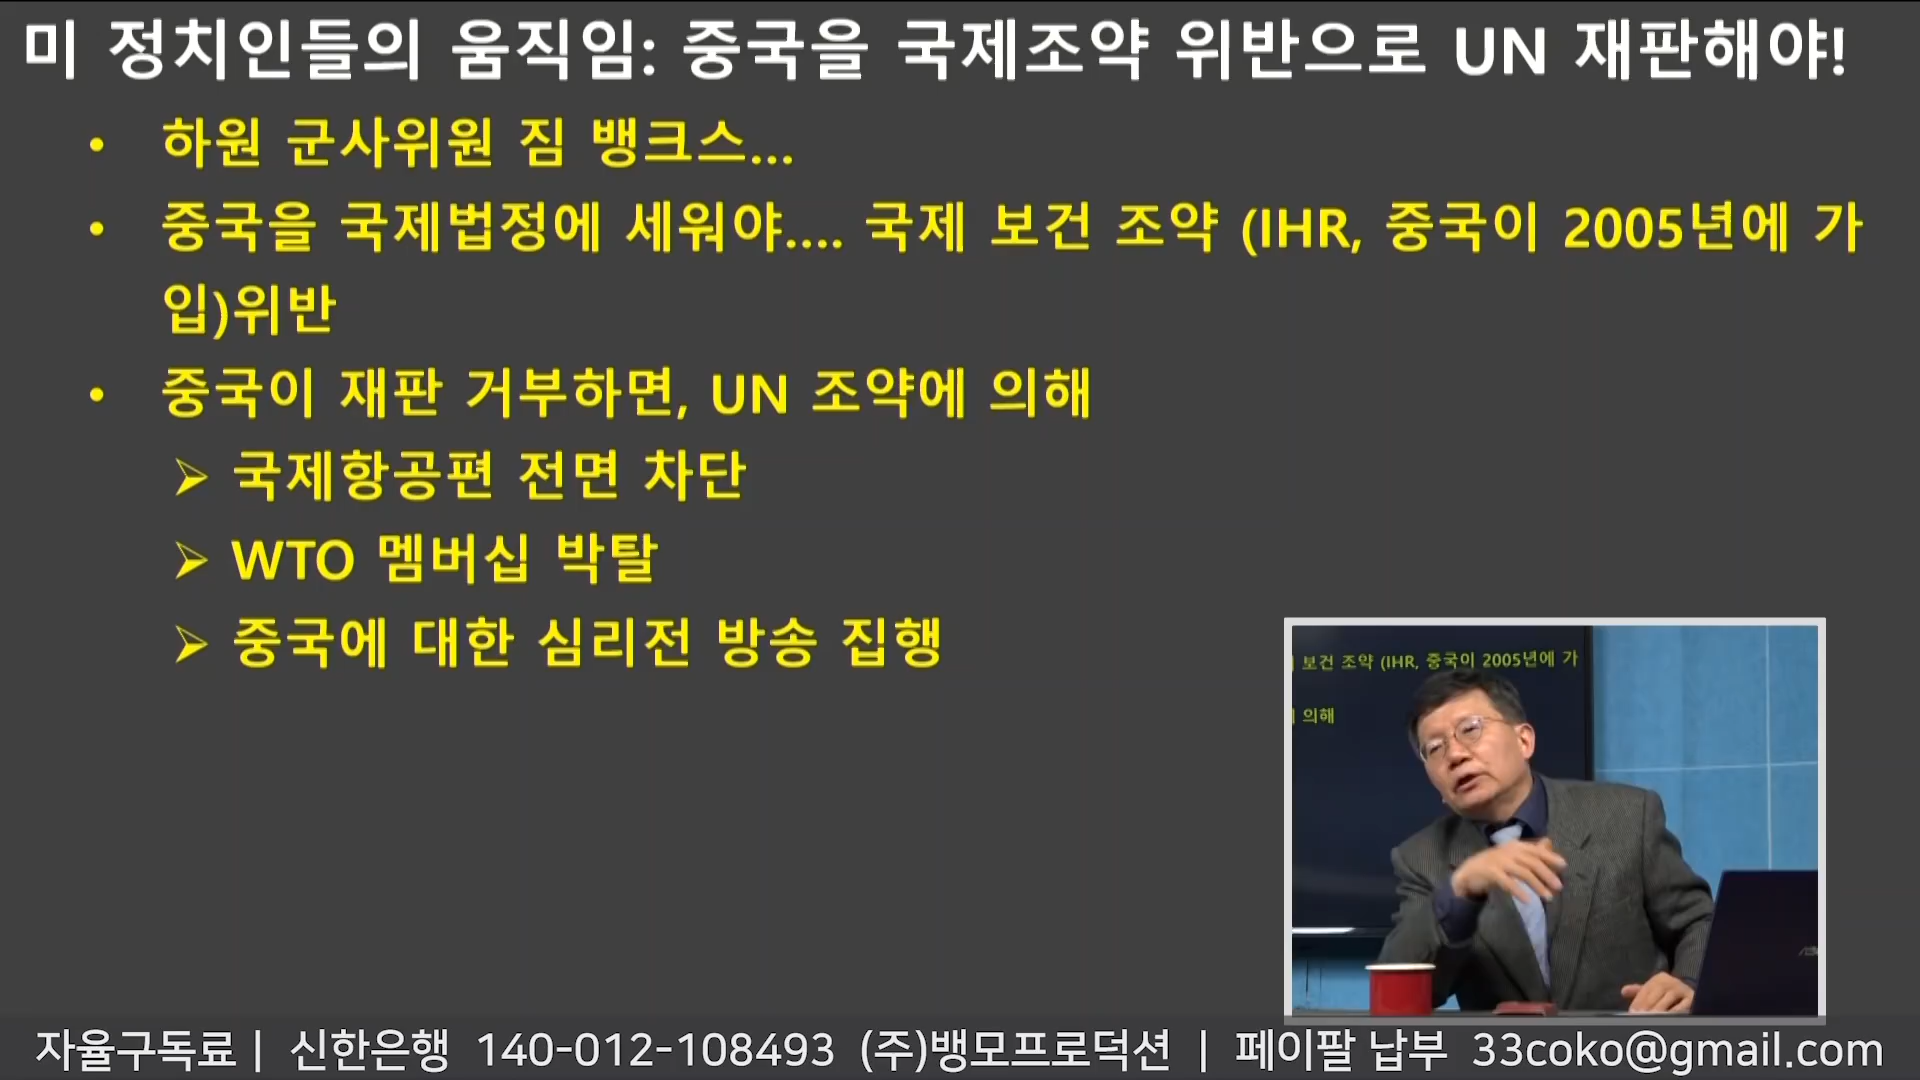 미 정치인들의 움직임: 중국을 국제조약 위반으로 UN 재판해야!
• 하원 군사위원 짐 뱅크스...
• 중국을 국제법정에 세워야.... 국제 보건 조약 (IHR, 중국이 2005년에 가
입)위반
• 중국이 재판 거부하면, UN 조약에 의해
➢ 국제항공편 전면 차단
➢ WTO 멤버십 박탈
➢ 중국에 대한 심리전 방송 집행
보건 조약 (IHR, 중국이 2005년에 가
의해
자율구독료 | 신한은행 140-012-108493 (주)뱅모프로덕션 | 페이팔 납부 33coko@gmail.com